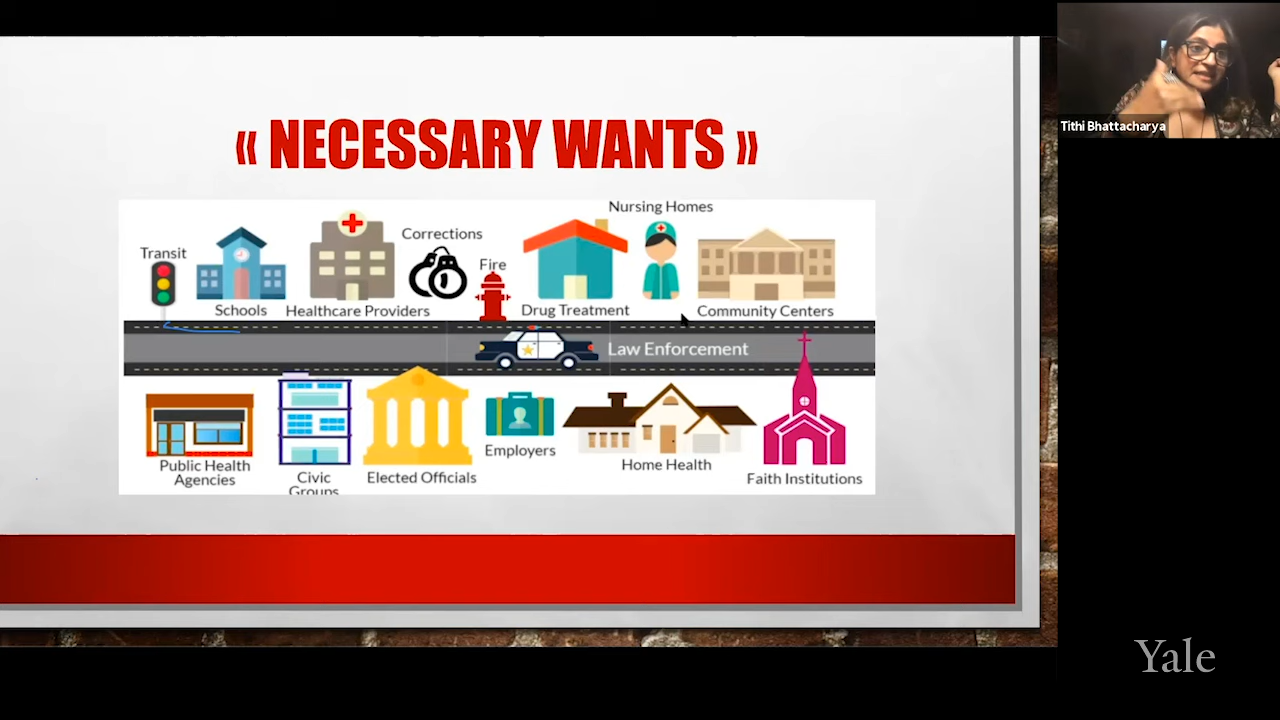 « NECESSARY WANTS »
Nursing Homes
Corrections
Transit
Fire
Schools
Healthcare Providers
Drug Treatment
Community Centers
Law Enforcement
Public Health
Agencies
Civic
Groups
Elected Officials
Employers
Home Health
Faith Institutions
Tithi Bhattacharya
Yale